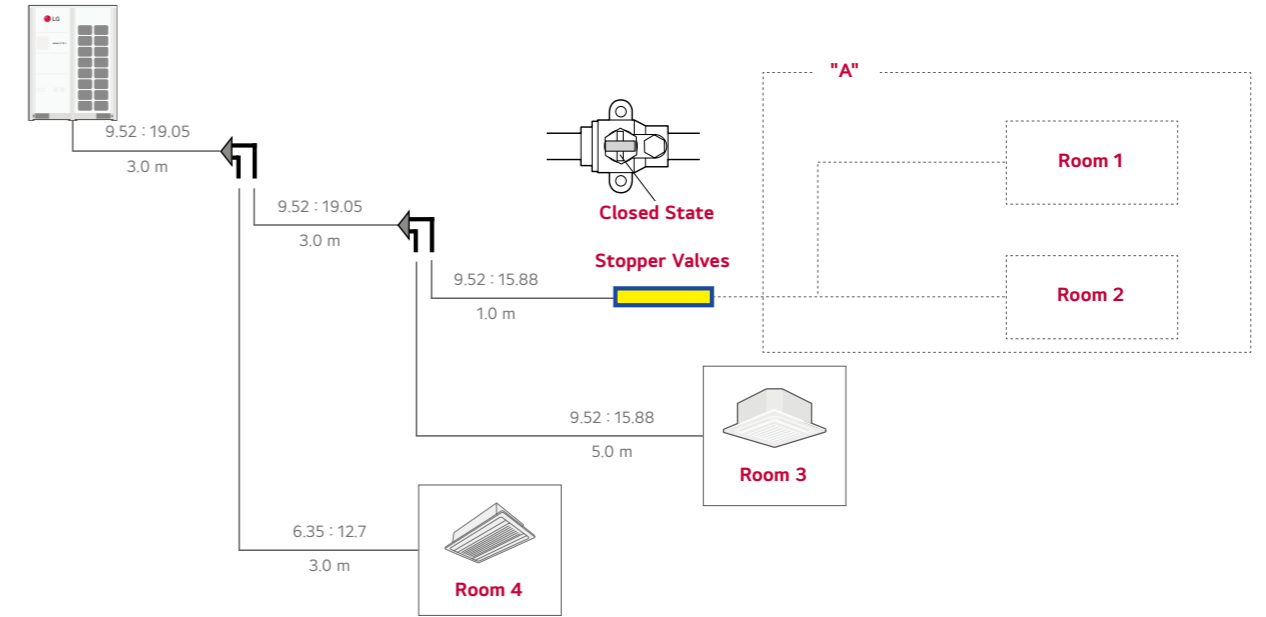 LG
9.52 : 19.05
3.0 m
9.52 : 19.05
3.0 m
Closed State
Stopper Valves
9.52 : 15.88
1.0 m
"A"
Room 1
Room 2
9.52 : 15.88
5.0 m
Room 3
6.35 : 12.7
3.0 m
Room 4